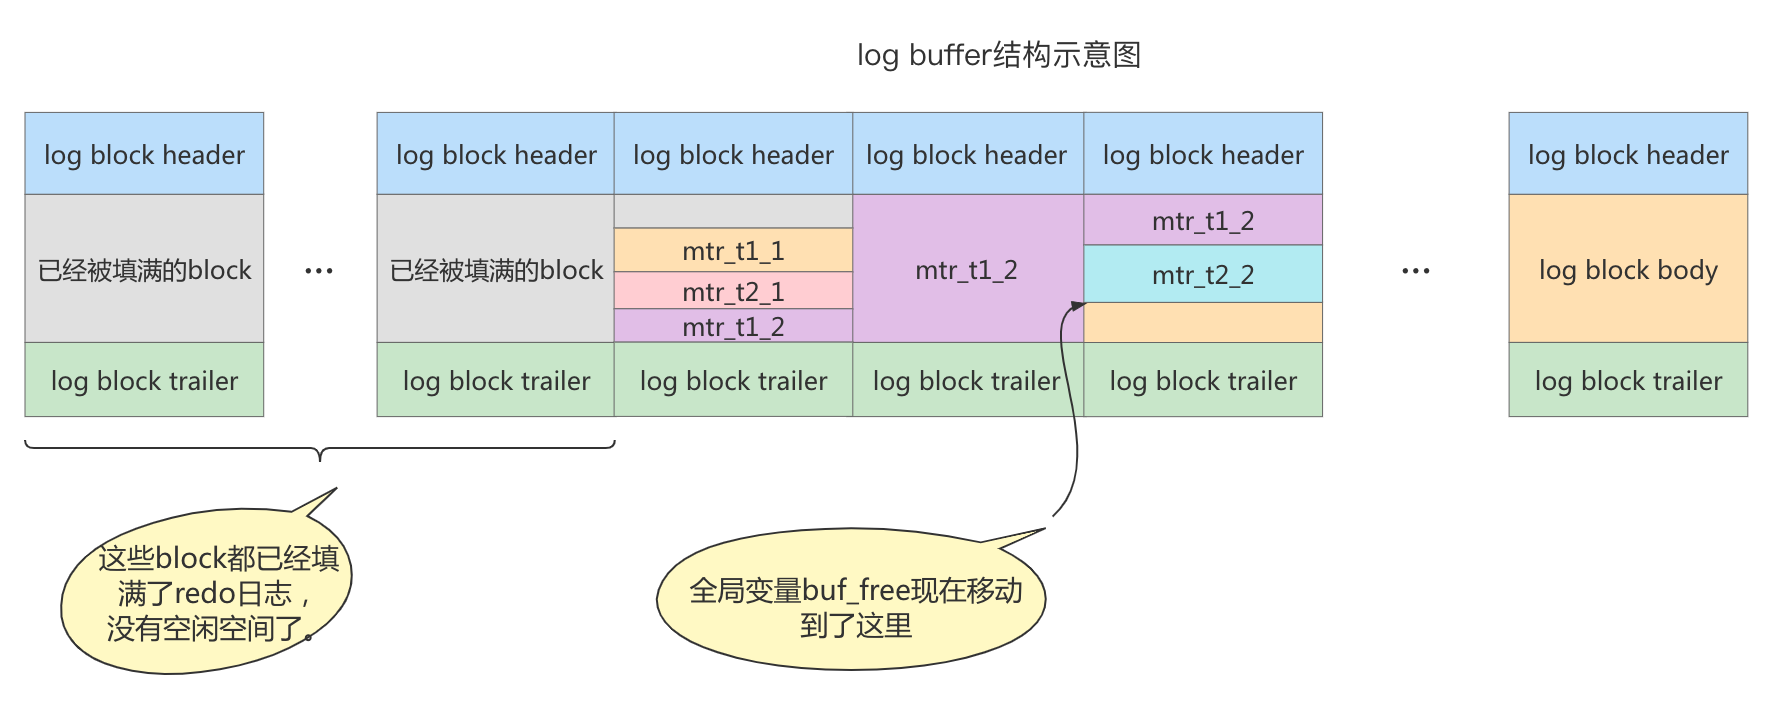 log buffer结构示意图
log block header
log block header
log block header
log block header
log block header
log block header
已经被填满的block
...
已经被填满的block
mtr_t1_1
mtr_t2_1
mtr_t1_2
mtr_t1_2
mtr_t1_2
mtr_t2_2
...
log block body
log block trailer
log block trailer
log block trailer
log block trailer
log block trailer
log block trailer
这些block都已经填
满了redo日志，
没有空闲空间了。
全局变量buf_free现在移动
到了这里